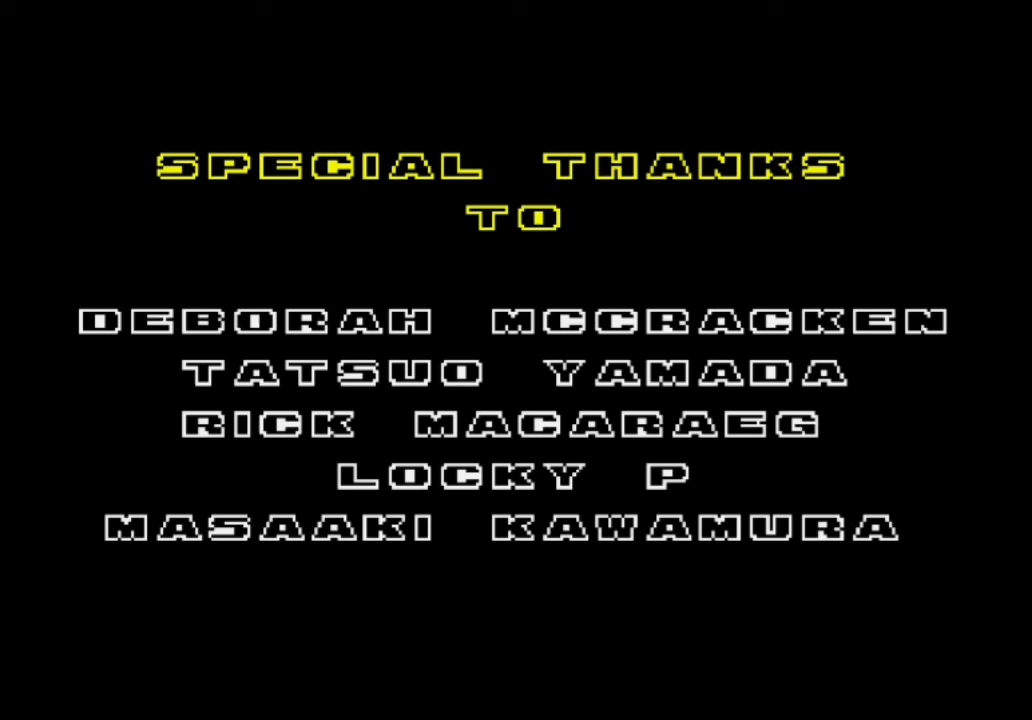 SPECIAL THANKS
TO
DEBORAH MCCRACKEN
TATSUO YAMADA
RICK MACARAEG
LOCKY P
MASAAKI KAWAMURA